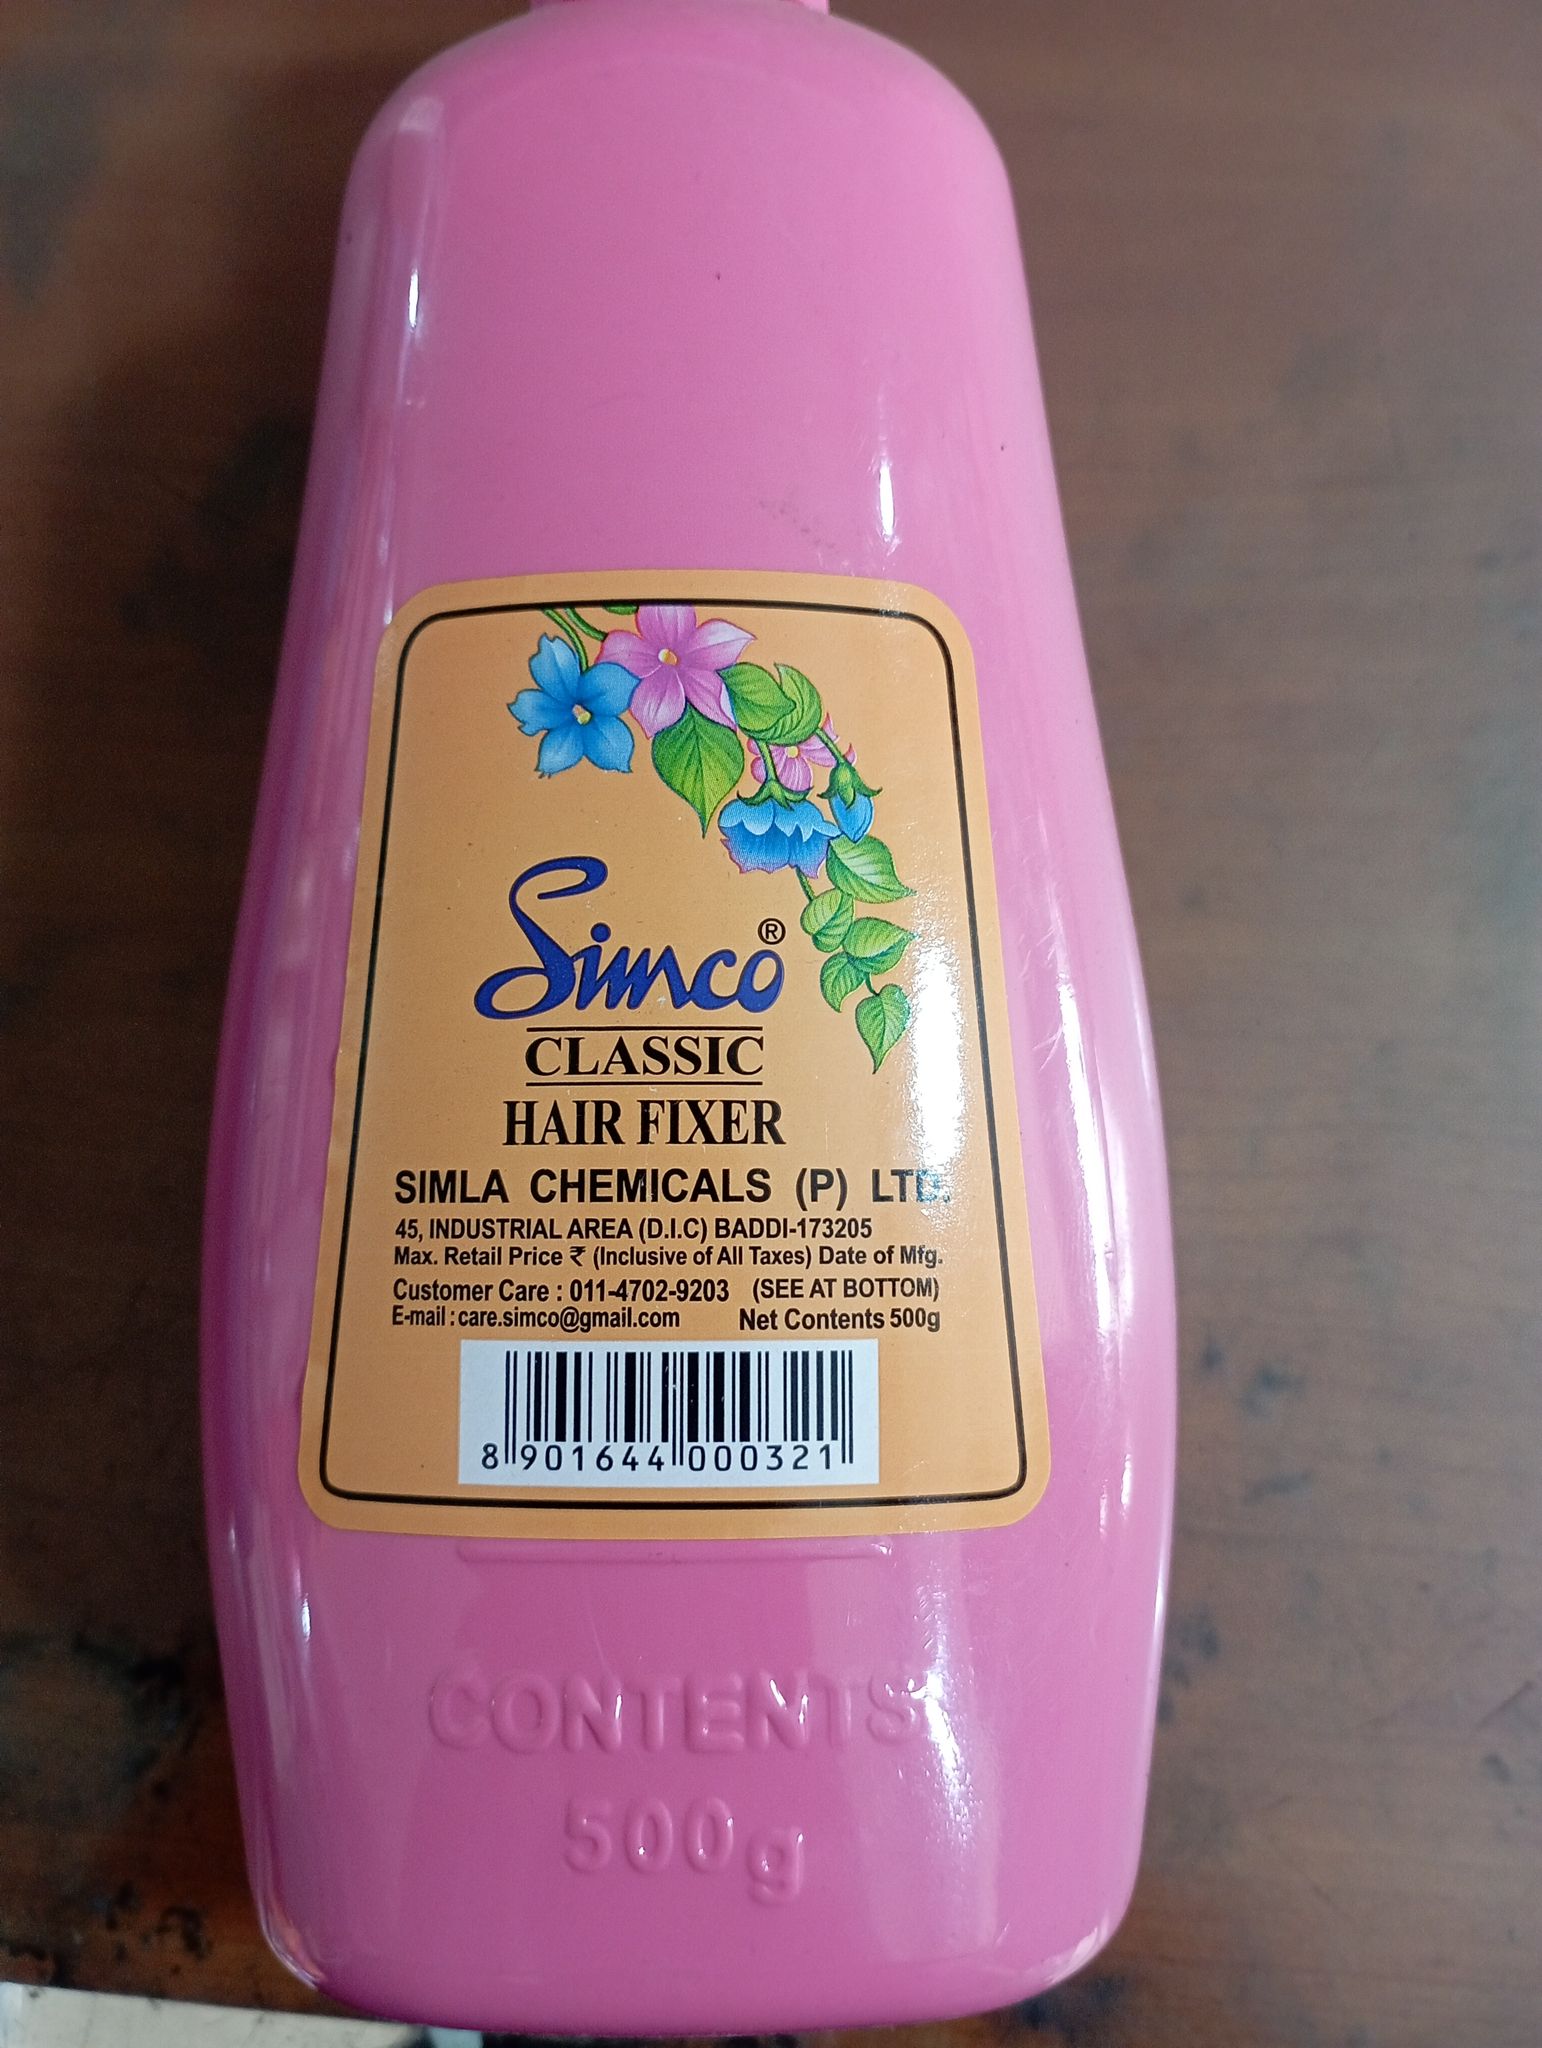 Simco®
CLASSIC
HAIR FIXER
SIMLA CHEMICALS (P) LTD.
45, INDUSTRIAL AREA (D.I.C) BADDI-173205
Max. Retail Price ₹ (Inclusive of All Taxes) Date of Mfg.
Customer Care : 011-4702-9203 (SEE AT BOTTOM)
E-mail : care.simco@gmail.com Net Contents 500g
8 901644 000321
CONTENTS
500g